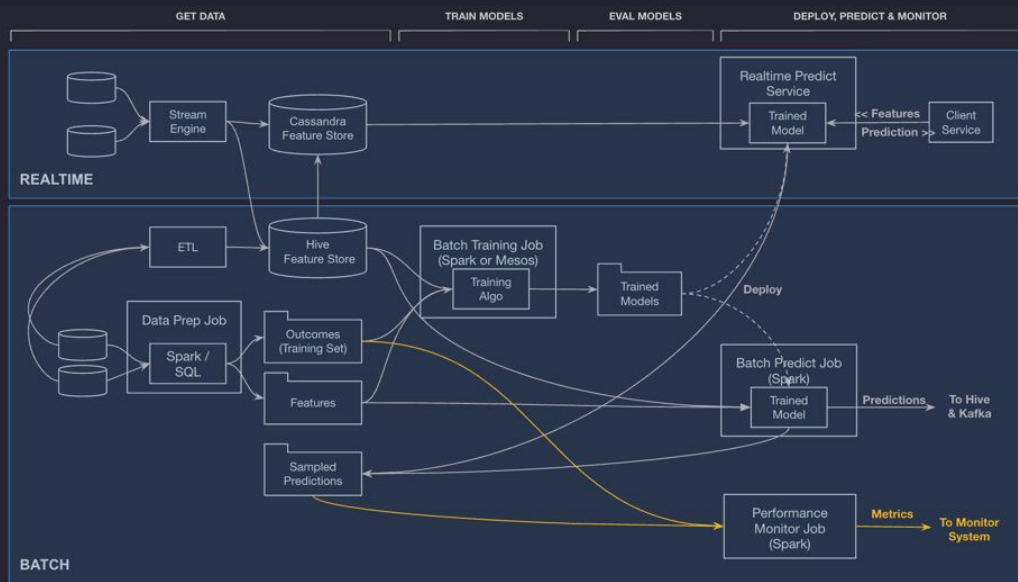 GET DATA
TRAIN MODELS
EVAL MODELS
DEPLOY, PREDICT & MONITOR
Realtime Predict
Service
Stream
Engine
Cassandra
Feature Store
Trained
Model
<< Features
Prediction >>
Client
Service
REALTIME
ETL
Hive
Feature Store
Batch Training Job
(Spark or Mesos)
Training
Algo
Trained
Models
Deploy
Data Prep Job
Spark /
SQL
Outcomes
(Training Set)
Features
Batch Predict Job
(Spark)
Trained
Model
Predictions
To Hive
& Kafka
Sampled
Predictions
Performance
Monitor Job
(Spark)
Metrics
To Monitor
System
BATCH